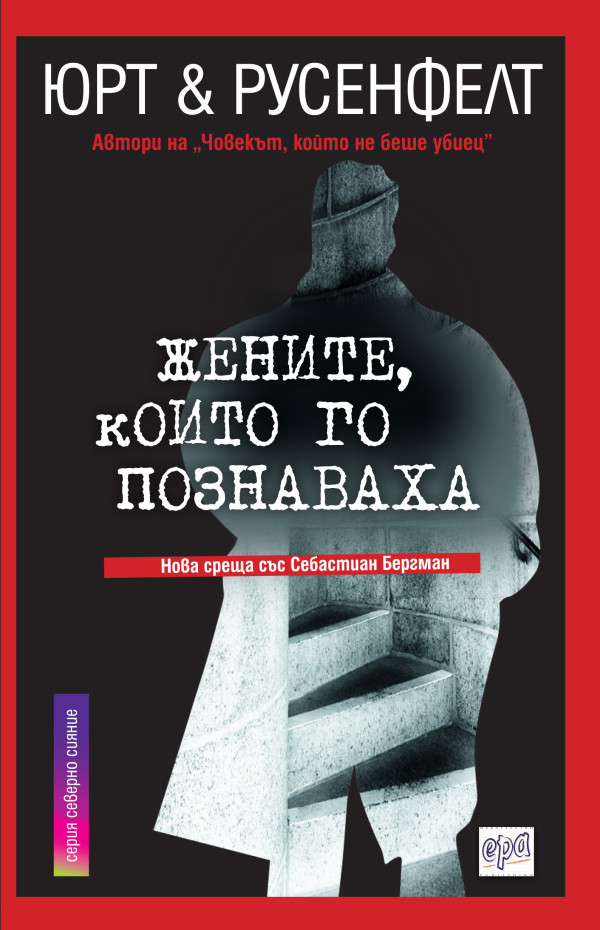 ЮРТ & РУСЕНФЕЛТ
Автори на „Човекът, който не беше убиец”
ЖЕНИТЕ,
КОИТО ГО
ПОЗНАВАХА
Нова среща със Себастиан Бергман
серия северно сияние
ера